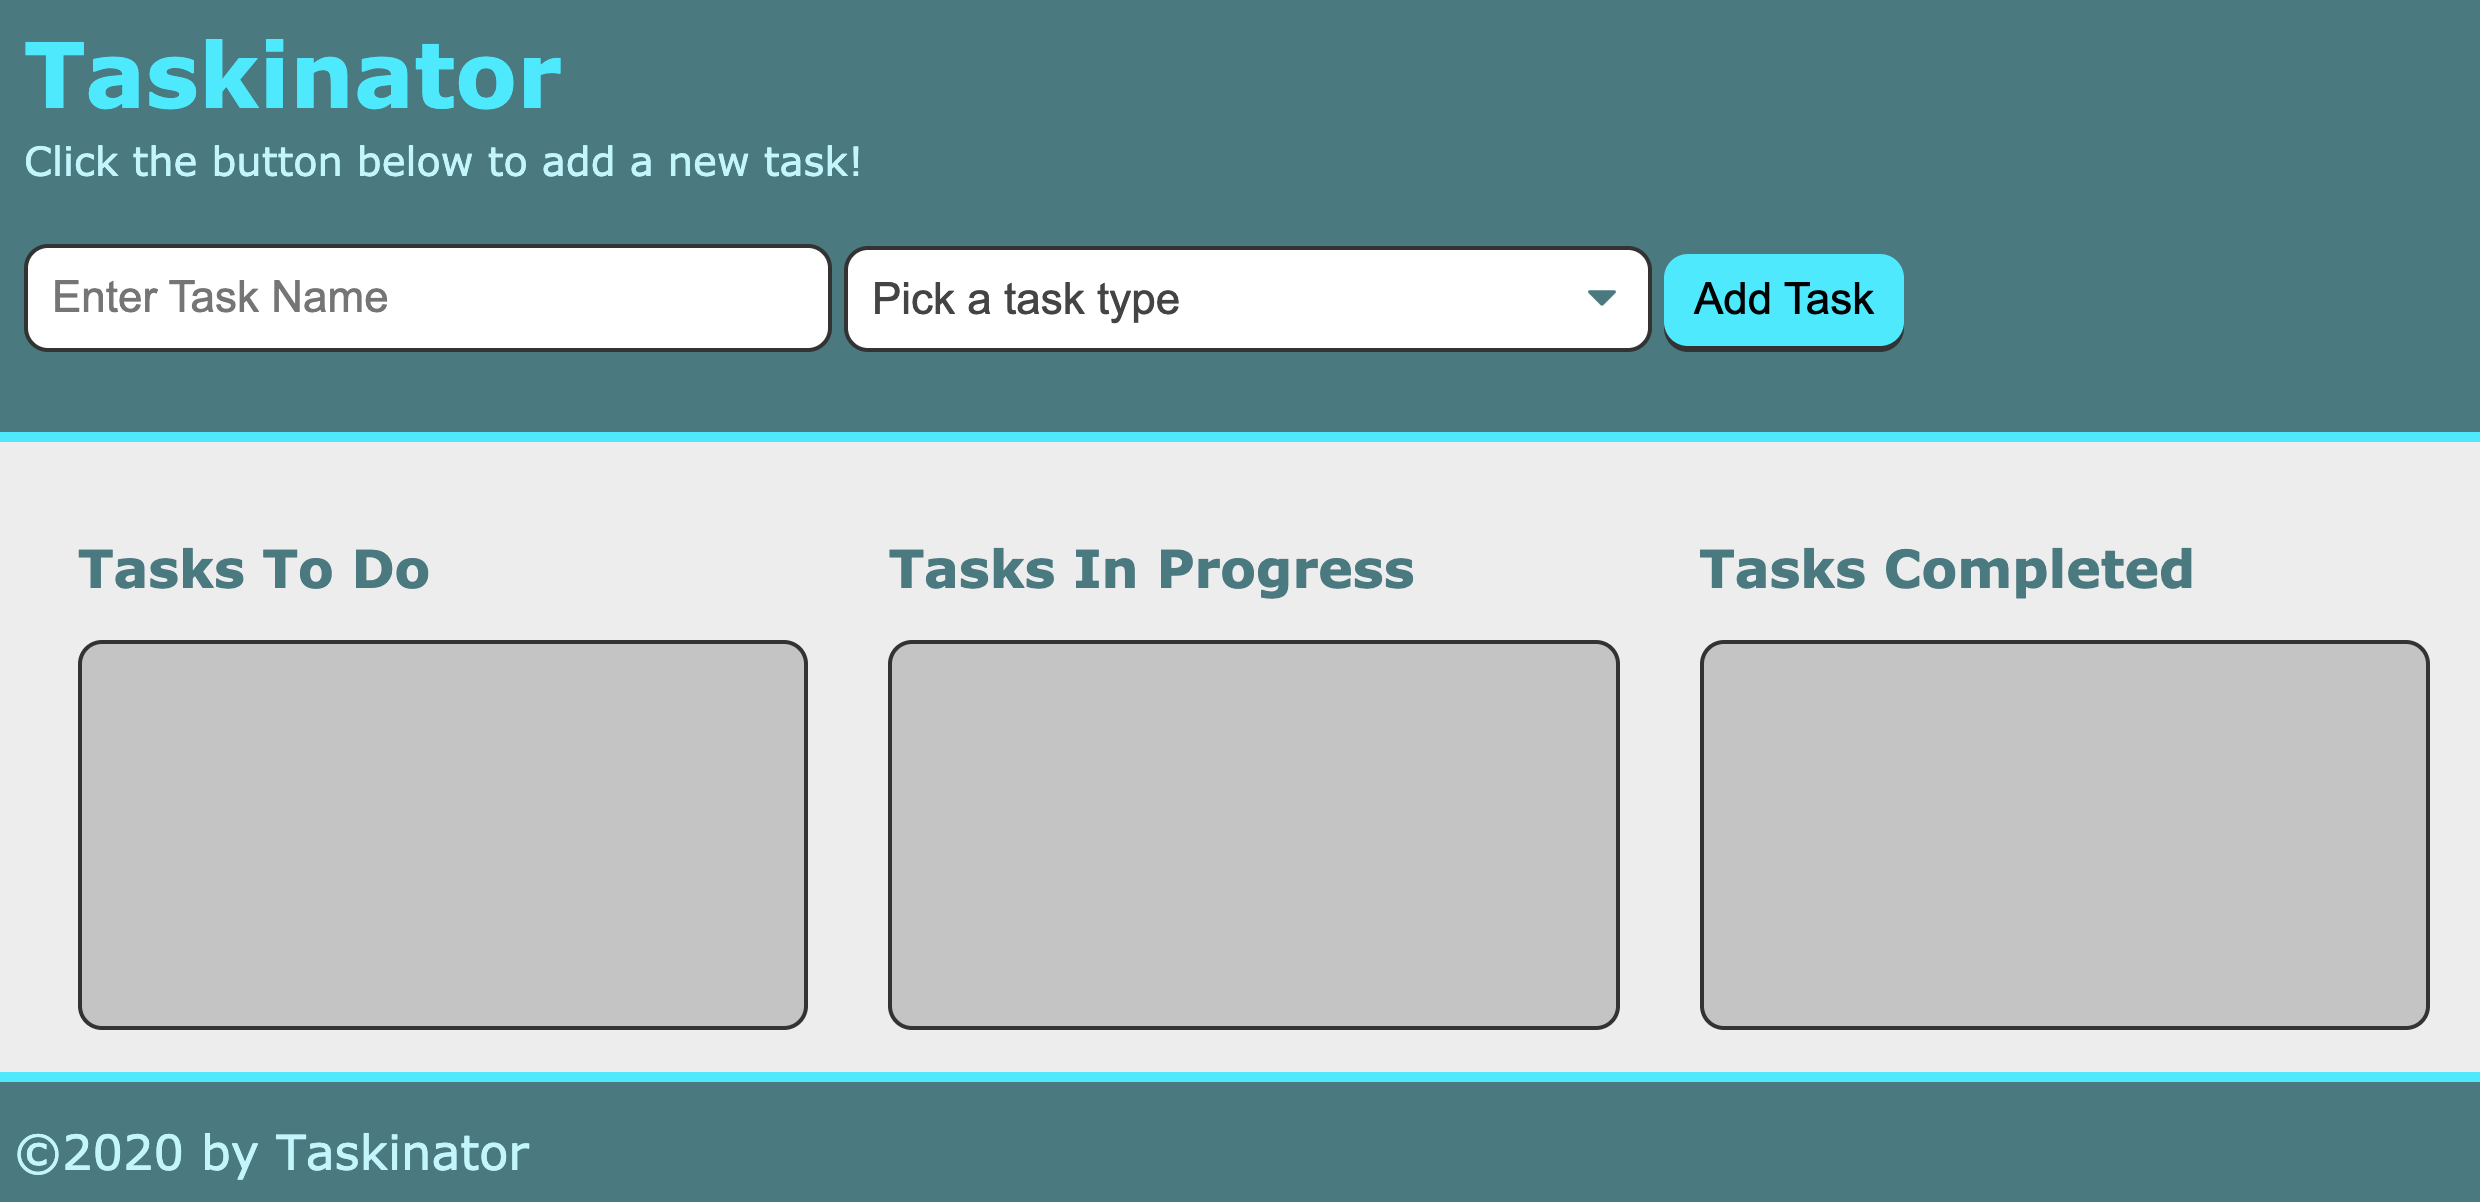 Taskinator
Click the button below to add a new task!
Enter Task Name
Pick a task type
Add Task
Tasks To Do
Tasks In Progress
Tasks Completed
©2020 by Taskinator